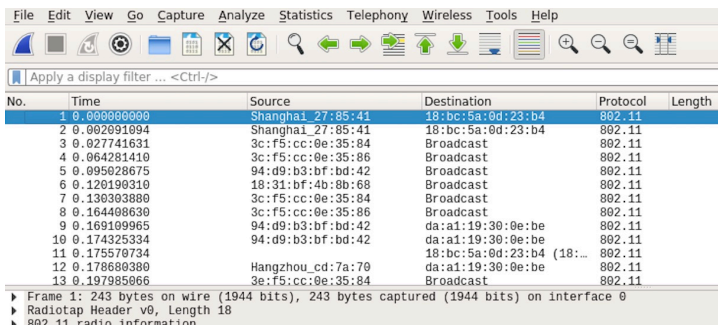 File Edit View Go Capture Analyze Statistics Telephony Wireless Tools Help
Apply a display filter ... <Ctrl-/>
No. Time Source Destination Protocol Length
1 0.000000000 Shanghai_27:85:41 18:bc:5a:0d:23:b4 802.11
2 0.002091094 Shanghai_27:85:41 18:bc:5a:0d:23:b4 802.11
3 0.027741631 3c:f5:cc:0e:35:84 Broadcast 802.11
4 0.064281410 3c:f5:cc:0e:35:86 Broadcast 802.11
5 0.095028675 94:d9:b3:bf:bd:42 Broadcast 802.11
6 0.120190310 18:31:bf:4b:8b:68 Broadcast 802.11
7 0.130303880 3c:f5:cc:0e:35:84 Broadcast 802.11
8 0.164408630 3c:f5:cc:0e:35:86 Broadcast 802.11
9 0.169109965 94:d9:b3:bf:bd:42 da:a1:19:30:0e:be 802.11
10 0.174325334 94:d9:b3:bf:bd:42 da:a1:19:30:0e:be 802.11
11 0.175570734 18:bc:5a:0d:23:b4 (18:… 802.11
12 0.178680380 Hangzhou_cd:7a:70 da:a1:19:30:0e:be 802.11
13 0.197985066 3e:f5:cc:0e:35:84 Broadcast 802.11
Frame 1: 243 bytes on wire (1944 bits), 243 bytes captured (1944 bits) on interface 0
Radiotap Header v0, Length 18
802.11 radio information